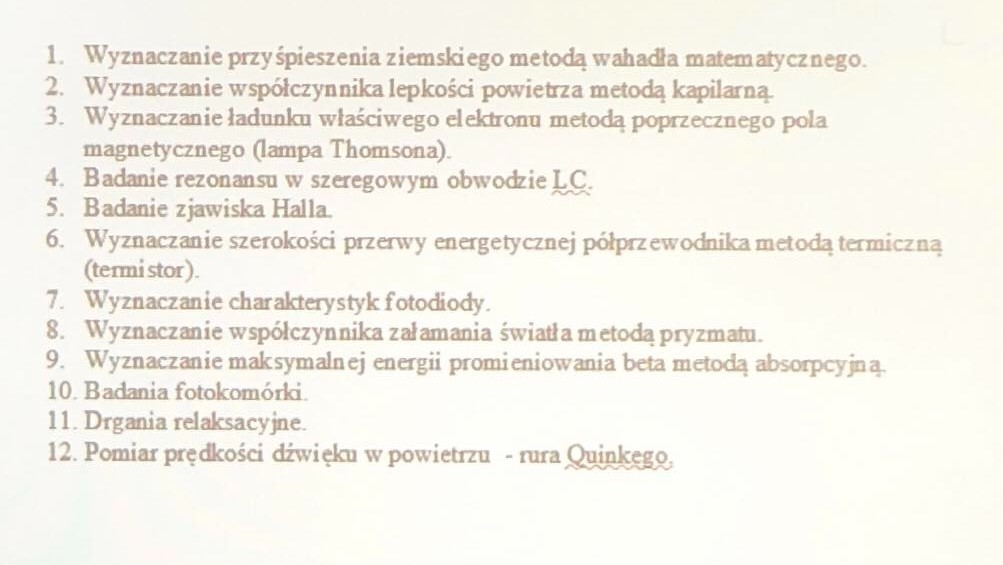 1. Wyznaczanie przyśpieszenia ziemskiego metodą wahadła matematycznego.
2. Wyznaczanie współczynnika lepkości powietrza metodą kapilarną.
3. Wyznaczanie ładunku właściwego elektronu metodą poprzecznego pola
magnetycznego (lampa Thomsona).
4. Badanie rezonansu w szeregowym obwodzie LC.
5. Badanie zjawiska Halla.
6. Wyznaczanie szerokości przerwy energetycznej półprzewodnika metodą termiczną
(termistor).
7. Wyznaczanie charakterystyk fotodiody.
8. Wyznaczanie współczynnika załamania światła metodą pryzmatu.
9. Wyznaczanie maksymalnej energii promieniowania beta metodą absorpcyjną.
10. Badania fotokomórki.
11. Drgania relaksacyjne.
12. Pomiar prędkości dźwięku w powietrzu - rura Quinkego.